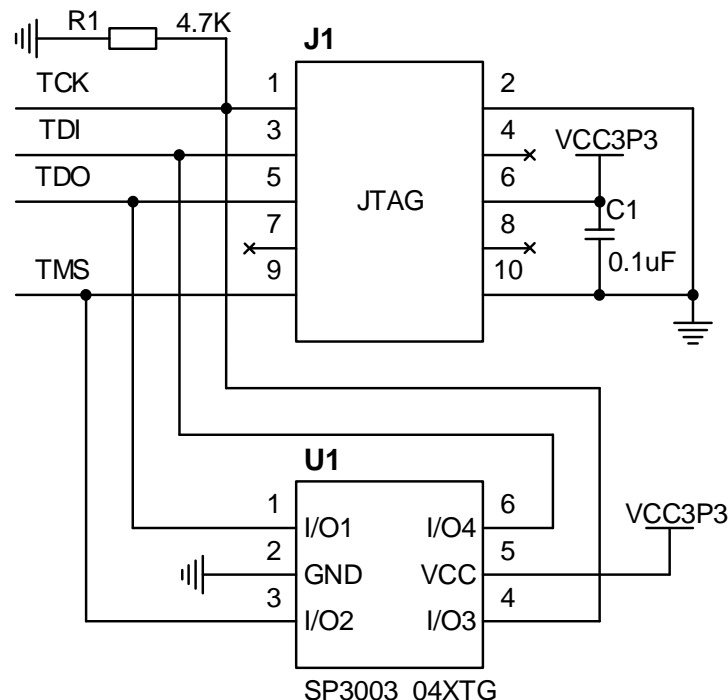 R1 4.7K
J1
TCK 1 2
TDI 3 4 VCC3P3
TDO 5 6
JTAG C1
7 8 0.1uF
TMS 9 10
U1
1 6 VCC3P3
I/O1 I/O4
2 5
GND VCC
3 4
I/O2 I/O3
SP3003_04XTG